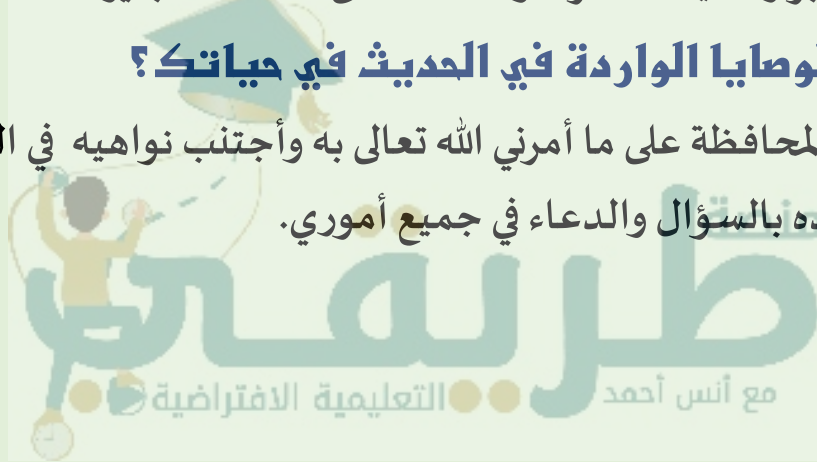 لوصايا الواردة في الحديث في حياتك؟
لمحافظة على ما أمرني الله تعالى به وأجتنب نواهيه في
ده بالسؤال والدعاء في جميع أموري.
منصة
طريقي
مع أنس أحمد
التعليمية الافتراضية